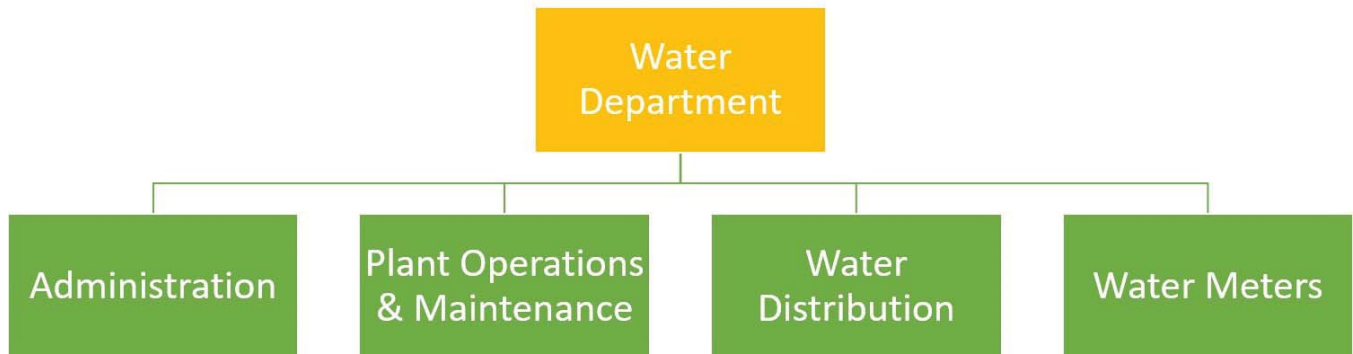 Water
Department
Administration
Plant Operations
& Maintenance
Water
Distribution
Water Meters